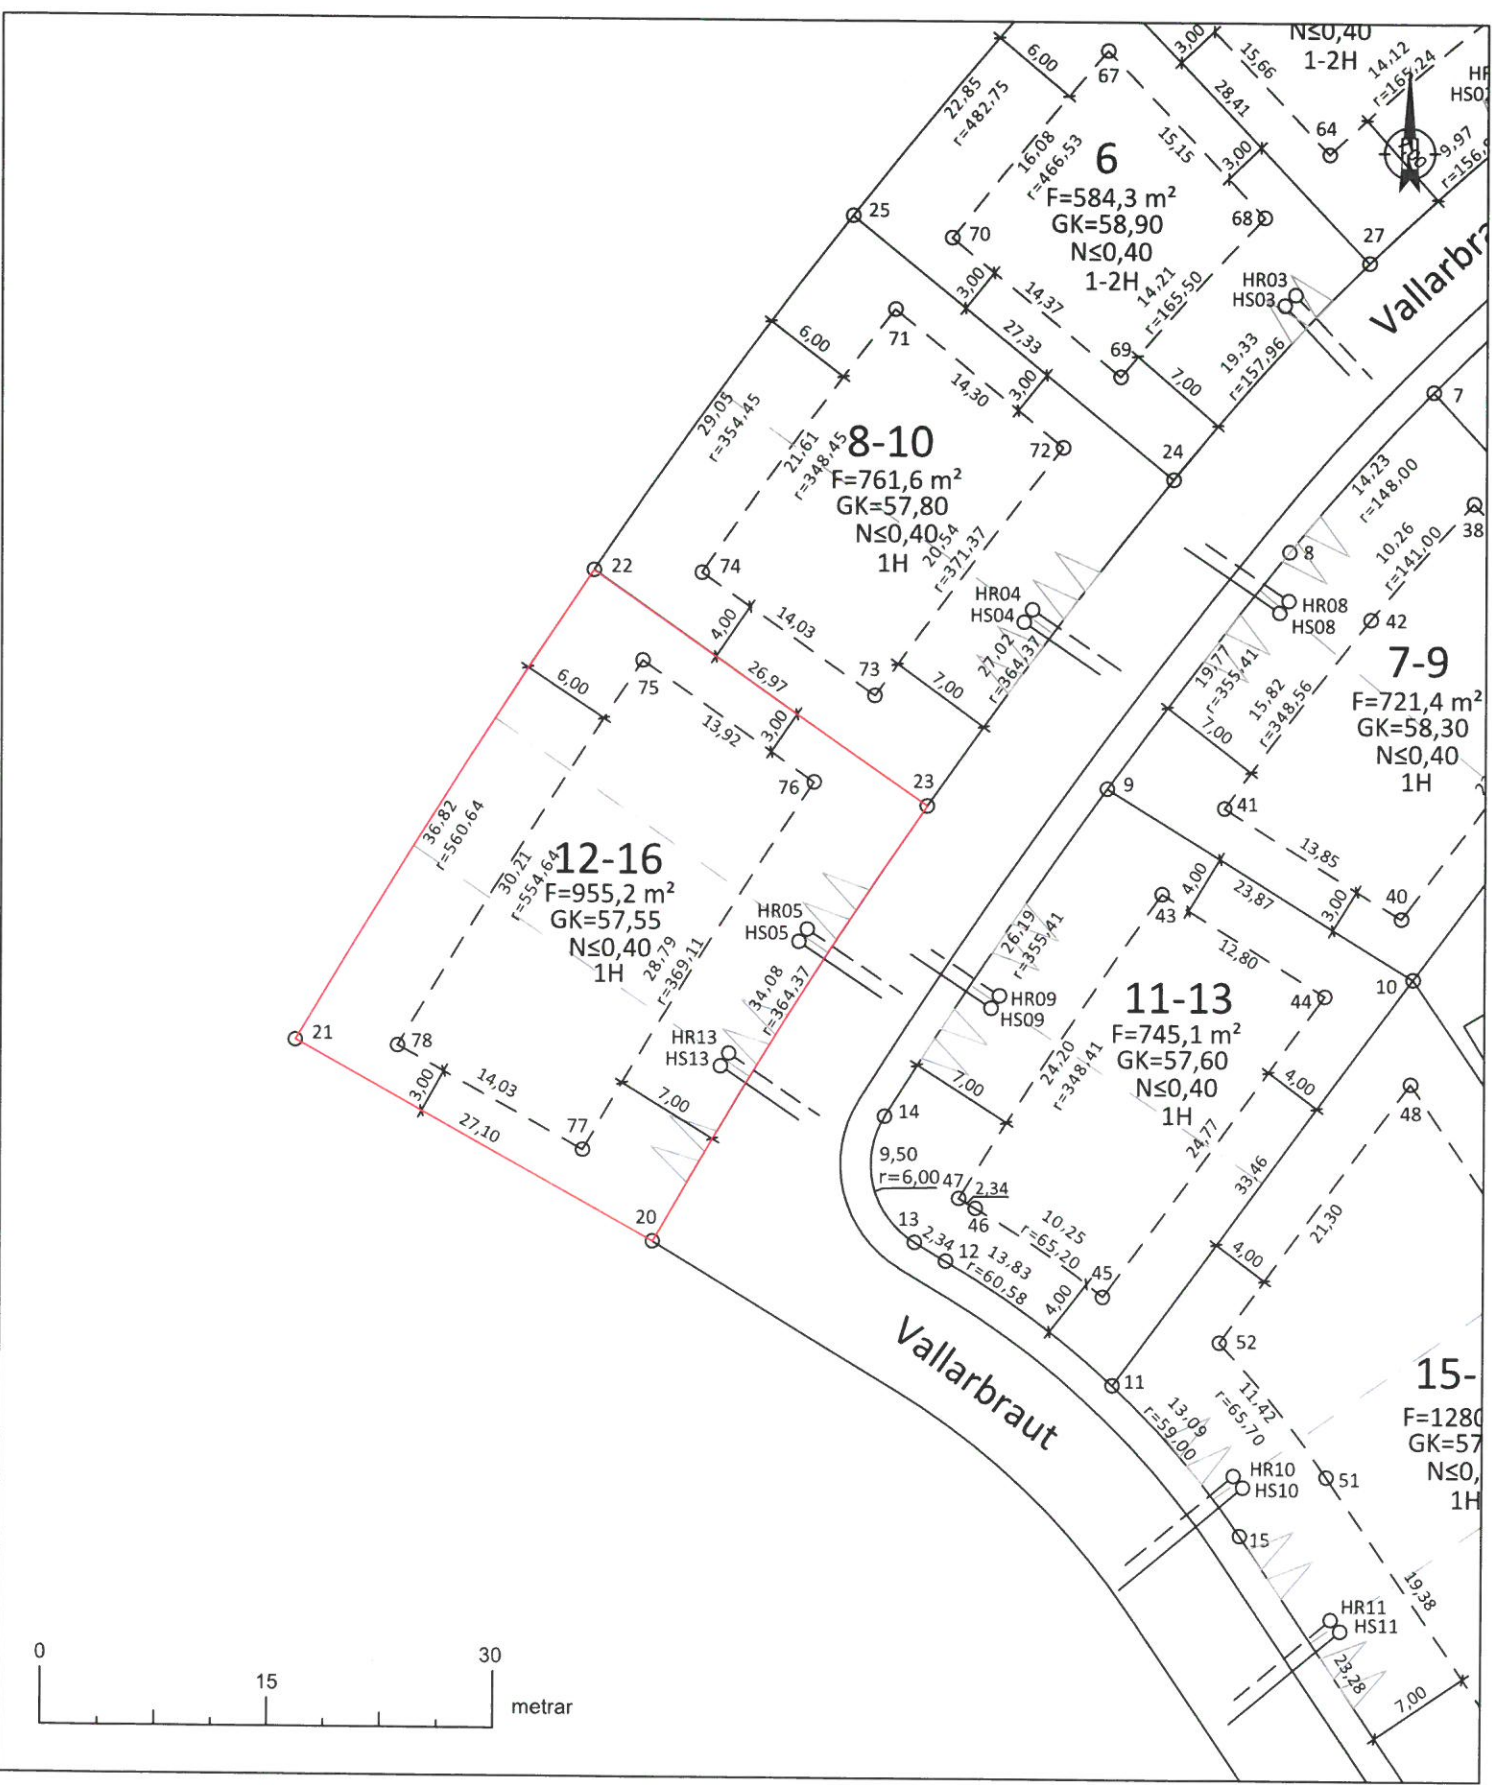 N≤0,40
1-2H
14,12
r=165,24
3,00
15,66
28,41
64
HS03
9,97
27
6,00
67
22,85
r=482,75
16,08
r=466,53
15,15
3,00
6
F=584,3 m²
GK=58,90
N≤0,40
1-2H
68
25
70
3,00
14,37
27,33
14,21
r=165,50
69
7,00
HR03
HS03
19,33
r=157,96
Vallarbra
7
71
6,00
14,30
3,00
72
24
29,05
r=354,45
21,61
r=348,45
8-10
F=761,6 m²
GK=57,80
N≤0,40
1H
20,54
r=371,37
22
74
4,00
14,03
73
26,97
7,00
HR04
HS04
27,02
r=364,37
14,23
r=148,00
10,26
r=141,00
38
8
HR08
HS08
42
19,77
r=355,41
15,82
r=348,56
7-9
F=721,4 m²
GK=58,30
N≤0,40
1H
7,00
9
41
13,85
40
4,00
23,87
3,00
10
75
6,00
13,92
3,00
76
23
36,82
r=560,64
30,21
r=554,64
12-16
F=955,2 m²
GK=57,55
N≤0,40
1H
28,79
r=369,11
HR05
HS05
34,08
r=364,37
HR13
HS13
21
78
3,00
14,03
27,10
77
7,00
20
26,19
r=355,41
HR09
HS09
43
12,80
44
11-13
F=745,1 m²
GK=57,60
N≤0,40
1H
24,20
r=348,41
7,00
14
9,50
r=6,00
47
2,34
46
10,25
r=65,20
45
13
2,34
12
13,83
r=60,58
4,00
24,77
4,00
33,46
48
4,00
21,30
52
11
Vallarbraut
13,09
r=59,00
11,42
r=65,70
15-
F=1280
GK=57
N≤0,
1H
HR10
HS10
51
15
19,38
HR11
HS11
23,28
7,00
0
15
30
metrar